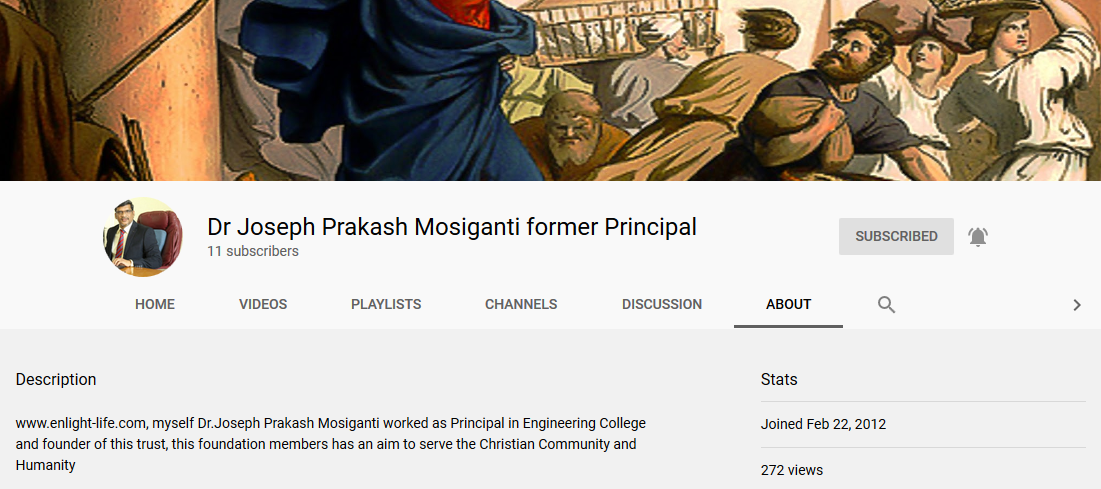 Dr Joseph Prakash Mosiganti former Principal
11 subscribers
SUBSCRIBED
HOME VIDEOS PLAYLISTS CHANNELS DISCUSSION ABOUT
Description
www.enlight-life.com, myself Dr.Joseph Prakash Mosiganti worked as Principal in Engineering College
and founder of this trust, this foundation members has an aim to serve the Christian Community and
Humanity
Stats
Joined Feb 22, 2012
272 views